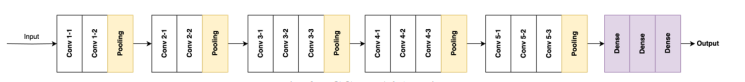 Input
Conv 1-1
Conv 1-2
Pooling
Conv 2-1
Conv 2-2
Pooling
Conv 3-1
Conv 3-2
Conv 3-3
Pooling
Conv 4-1
Conv 4-2
Conv 4-3
Pooling
Conv 5-1
Conv 5-2
Conv 5-3
Pooling
Dense
Dense
Dense
Output